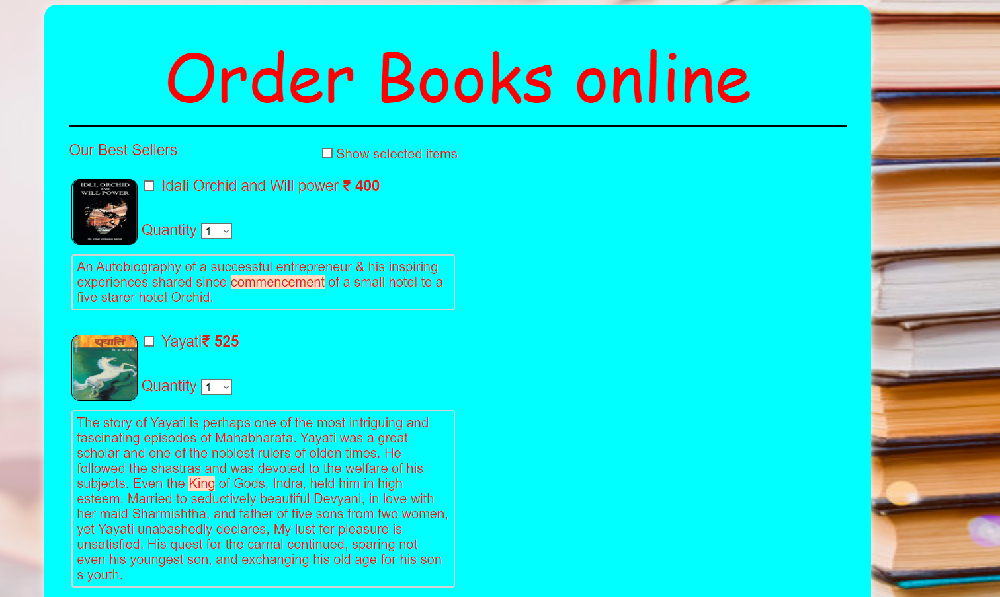 Order Books online
Our Best Sellers
Show selected items
IDLI, ORCHID
AND
WILL POWER
Idali Orchid and Will power ₹ 400
Quantity 1
An Autobiography of a successful entrepreneur & his inspiring
experiences shared since commencement of a small hotel to a
five starer hotel Orchid.
ययाति
Yayati₹ 525
Quantity 1
The story of Yayati is perhaps one of the most intriguing and
fascinating episodes of Mahabharata. Yayati was a great
scholar and one of the noblest rulers of olden times. He
followed the shastras and was devoted to the welfare of his
subjects. Even the King of Gods, Indra, held him in high
esteem. Married to seductively beautiful Devyani, in love with
her maid Sharmishtha, and father of five sons from two women,
yet Yayati unabashedly declares, My lust for pleasure is
unsatisfied. His quest for the carnal continued, sparing not
even his youngest son, and exchanging his old age for his son
s youth.